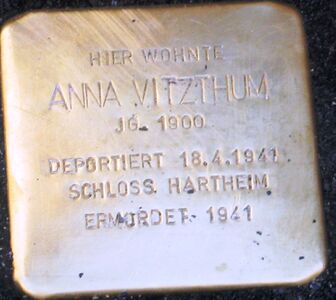 HIER WOHNTE
ANNA VITZTHUM
JG. 1900
DEPORTIERT 18.4.1941
SCHLOSS HARTHEIM
ERMORDET 1941